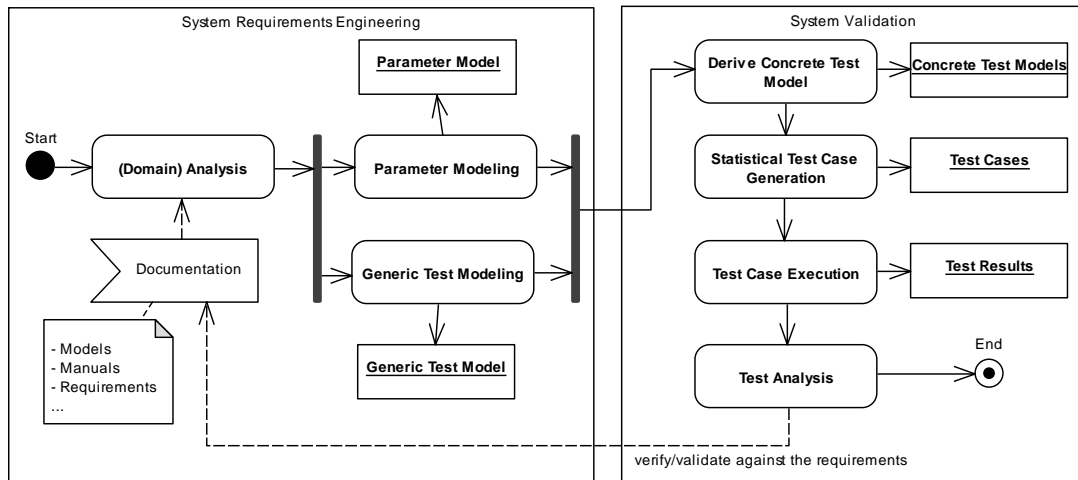 System Requirements Engineering
Parameter Model
Start
(Domain) Analysis
Parameter Modeling
Documentation
Generic Test Modeling
- Models
- Manuals
- Requirements
...
Generic Test Model
System Validation
Derive Concrete Test
Model
Concrete Test Models
Statistical Test Case
Generation
Test Cases
Test Case Execution
Test Results
End
Test Analysis
verify/validate against the requirements